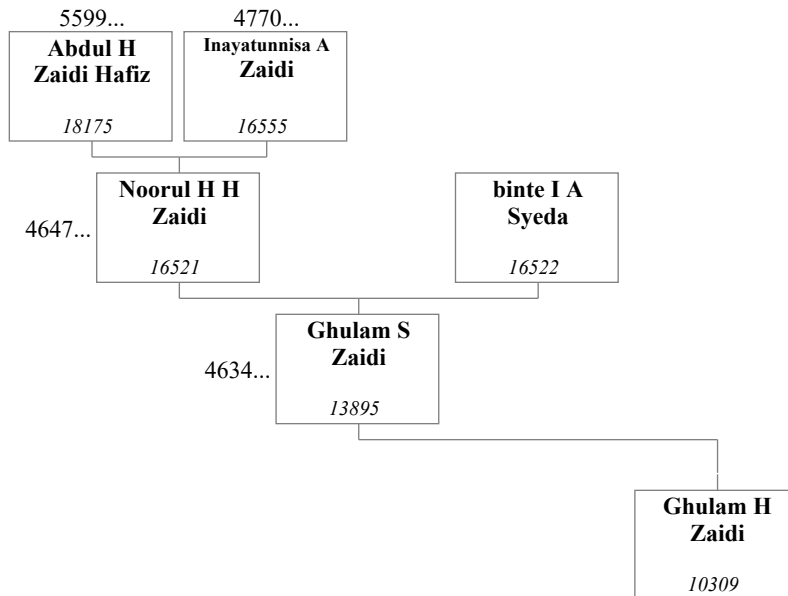 5599...
4770...
Abdul H
Zaidi Hafiz
18175
Inayatunnisa A
Zaidi
16555
4647...
Noorul H H
Zaidi
16521
binte I A
Syeda
16522
4634...
Ghulam S
Zaidi
13895
Ghulam H
Zaidi
10309